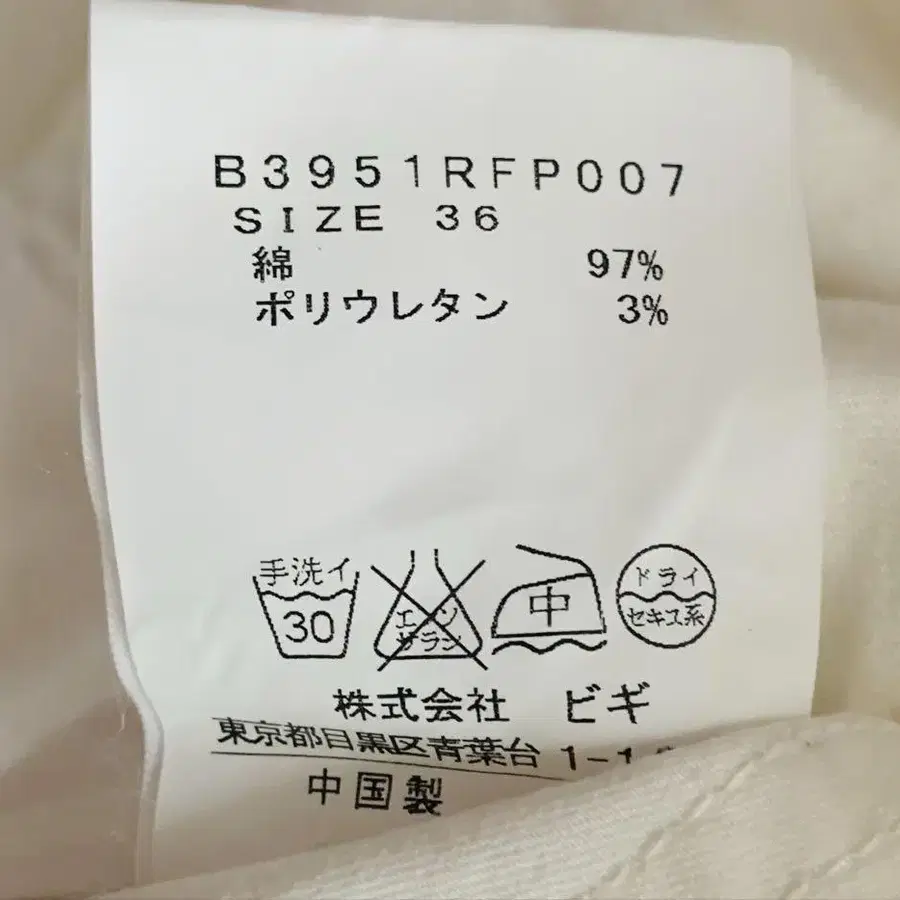 B3951RFP007
SIZE 36
綿 97%
ポリウレタン 3%
手洗イ
30
エンソ
サラシ
中
ドライ
セキユ系
株式会社 ビギ
東京都目黒区青葉台1-1
中国製